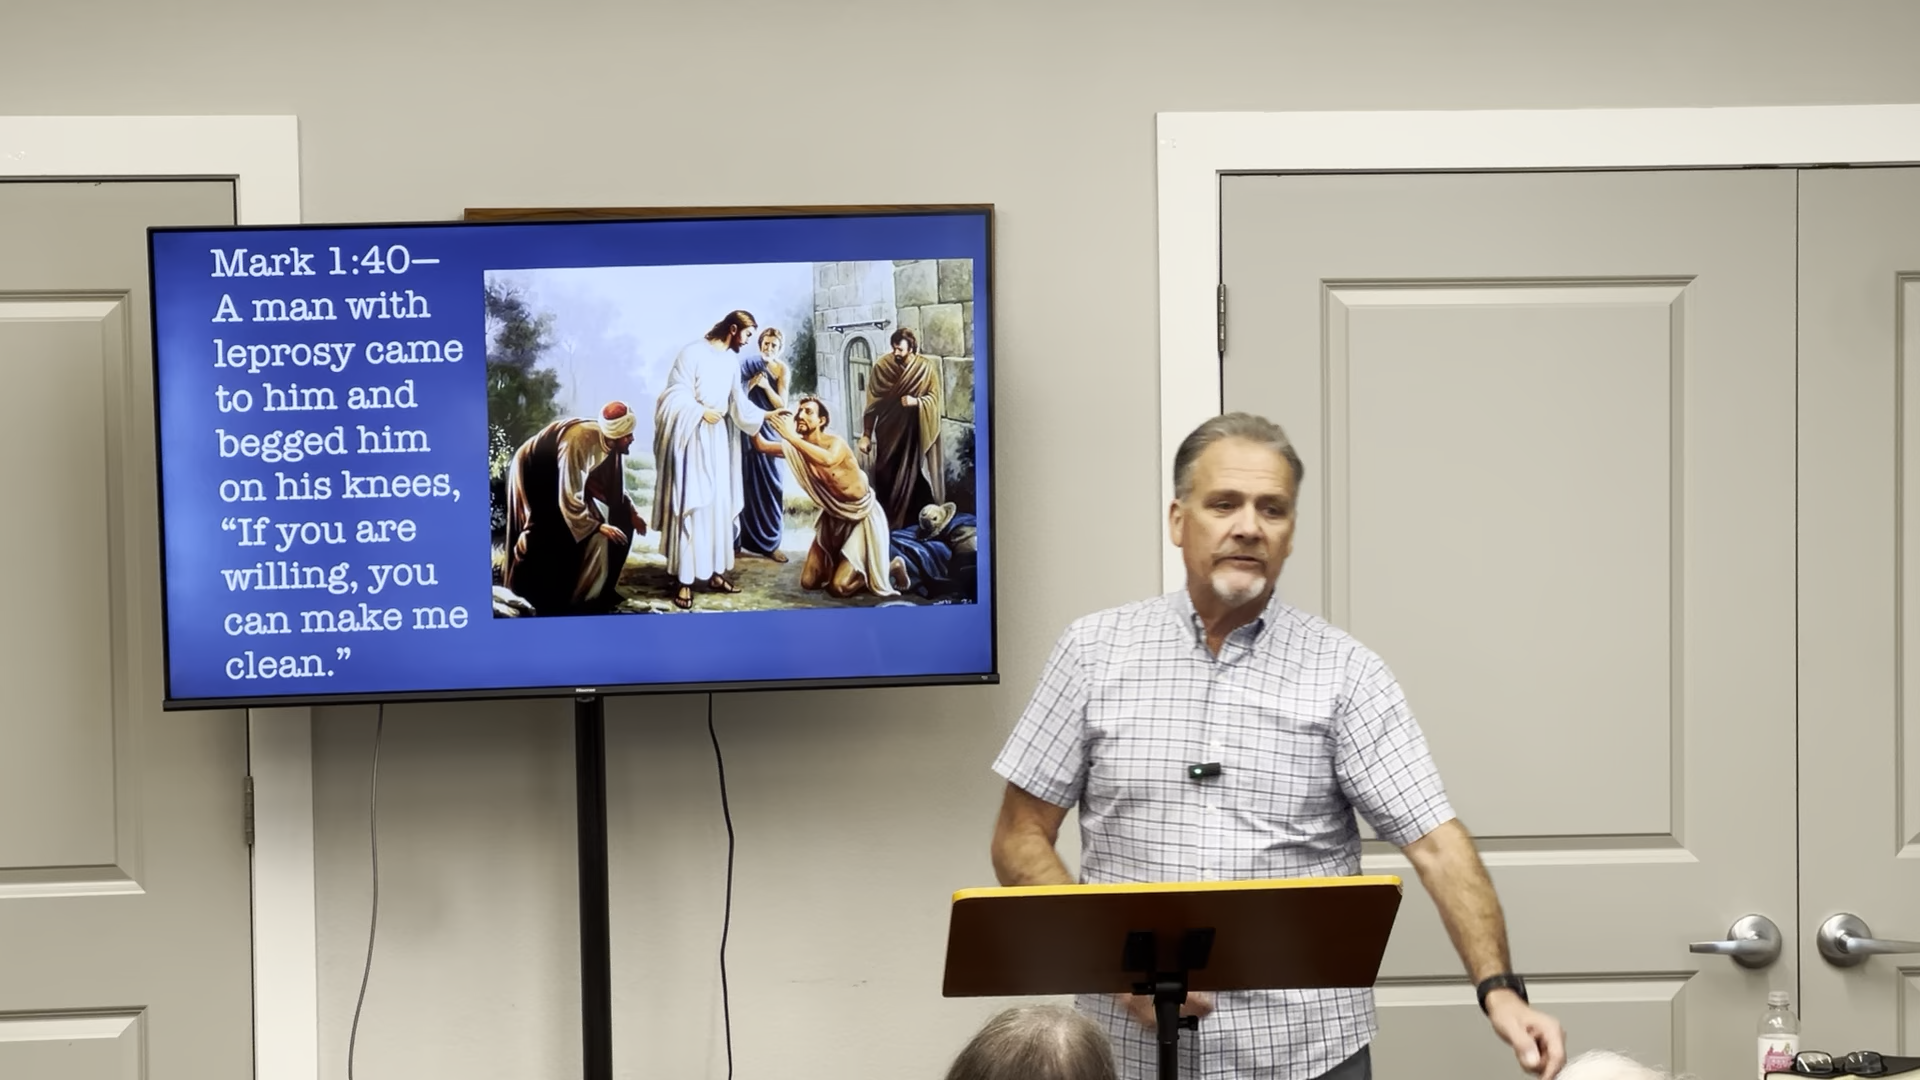 Mark 1:40—
A man with
leprosy came
to him and
begged him
on his knees,
“If you are
willing, you
can make me
clean.”
Hisense